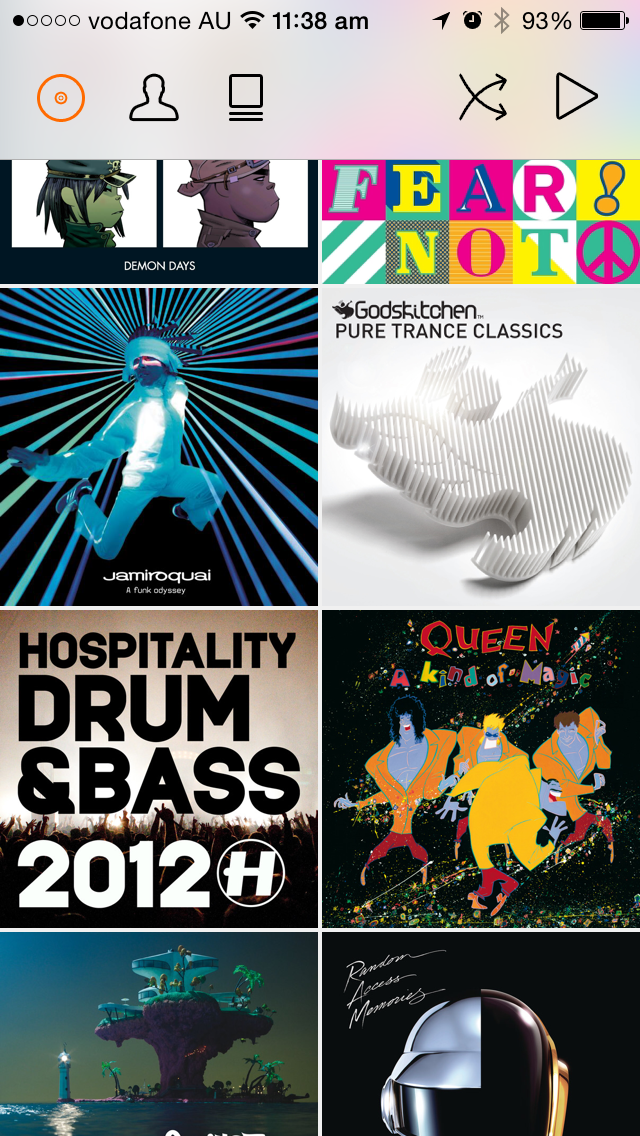 vodafone AU 11:38 am 93%
DEMON DAYS
FEAR!
NOT
Godskitchen™
PURE TRANCE CLASSICS
Jamiroquai
A funk odyssey
HOSPITALITY
DRUM
&BASS
2012 H
QUEEN
A kind of Magic
Random
Access
Memories